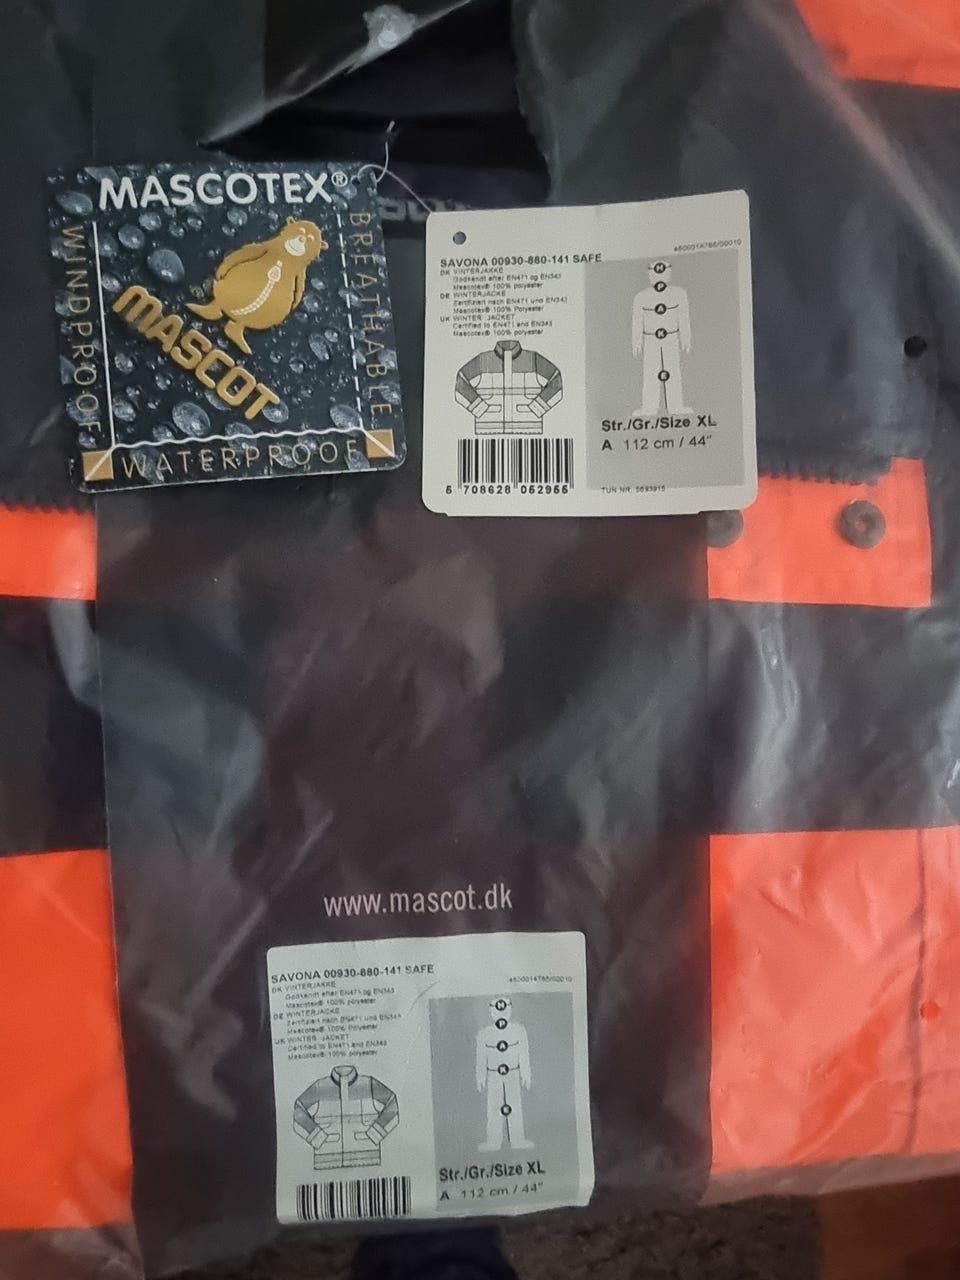 MASCOTEX®
WINDPROOF
BREATHABLE
MASCOT
WATERPROOF
SAVONA 00930-880-141 SAFE
DK VINTERJAKKE
Godkendt efter EN471 og EN343
Mascotex® 100% polyester
DE WINTERJACKE
Zertifiziert nach EN471 und EN343
Mascotex® 100% Polyester
UK WINTER JACKET
Certified to EN471 and EN343
Mascotex® 100% polyester
H
P
A
K
E
Str./Gr./Size XL
A 112 cm / 44"
5 708628 052955
TUN NR. 5693915
www.mascot.dk
SAVONA 00930-880-141 SAFE
DK VINTERJAKKE
Godkendt efter EN471 og EN343
Mascotex® 100% polyester
DE WINTERJACKE
Zertifiziert nach EN471 und EN343
Mascotex® 100% Polyester
UK WINTER JACKET
Certified to EN471 and EN343
Mascotex® 100% polyester
H
P
A
K
E
Str./Gr./Size XL
A 112 cm / 44"